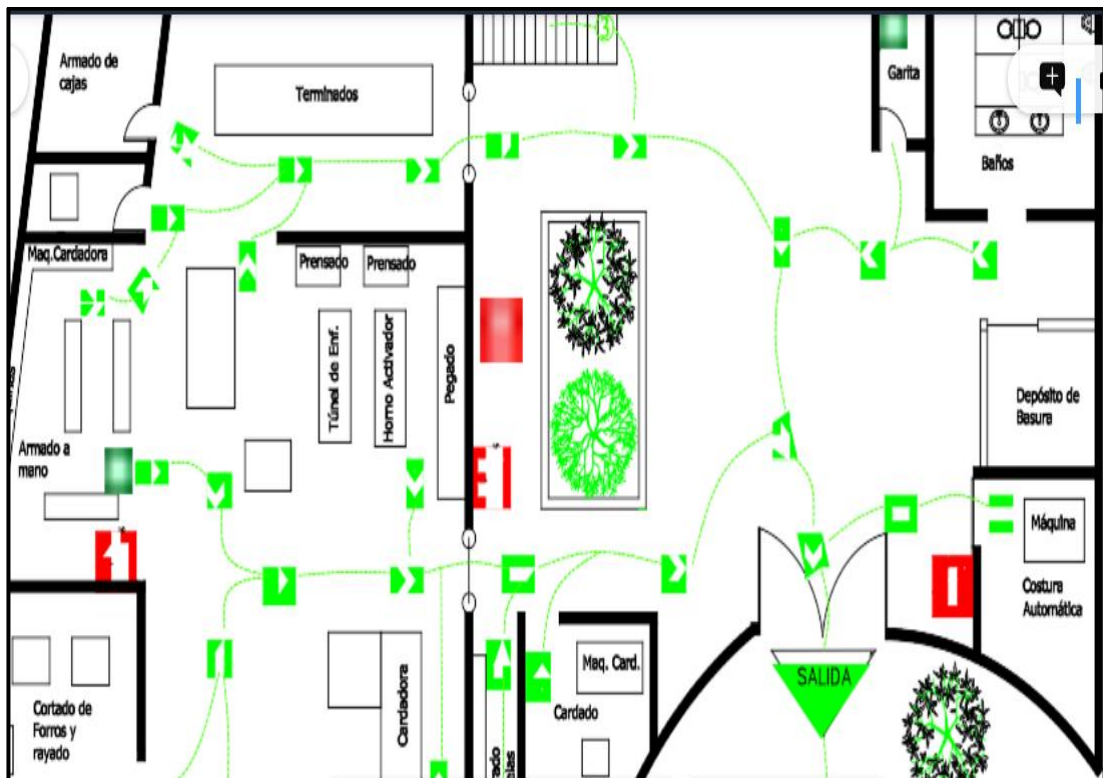 3
Armado de
cajas
Terminados
Garita
Baños
Maq.Cardadora
Prensado
Prensado
Túnel de Enf.
Horno Activador
Pegado
Depósito de
Basura
Armado a
mano
Máquina
Costura
Automática
SALIDA
Maq. Card.
Cardado
Cardadora
Cortado de
Forros y
rayado